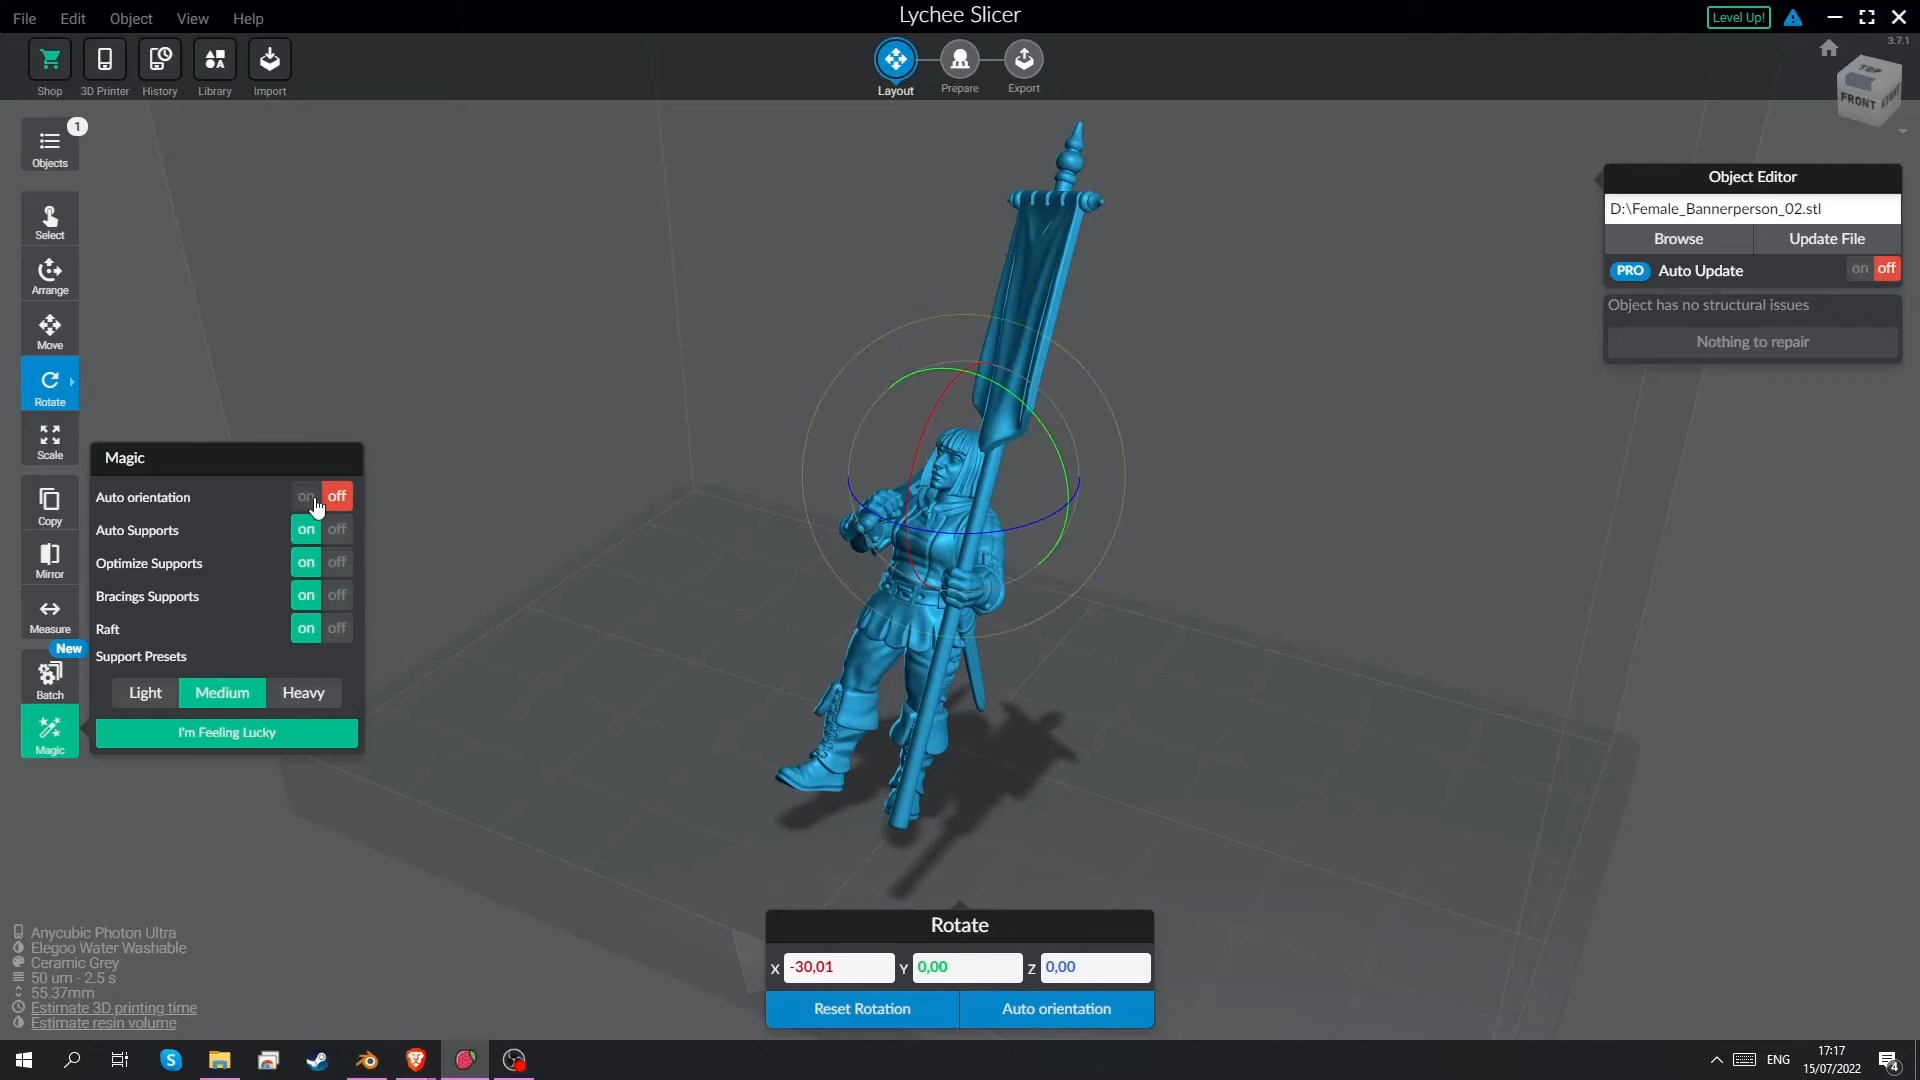 File Edit Object View Help
Lychee Slicer
Level Up!
3.7.1
Shop 3D Printer History Library Import
Layout Prepare Export
TOP
FRONT RIGHT
1
Objects
Select
Arrange
Move
Rotate
Scale
Copy
Mirror
Measure
New
Batch
Magic
Magic
Auto orientation on off
Auto Supports on off
Optimize Supports on off
Bracings Supports on off
Raft on off
Support Presets
Light Medium Heavy
I'm Feeling Lucky
Object Editor
D:\Female_Bannerperson_02.stl
Browse Update File
PRO Auto Update on off
Object has no structural issues
Nothing to repair
Anycubic Photon Ultra
Elegoo Water Washable
Ceramic Grey
50 um - 2.5 s
55.37mm
Estimate 3D printing time
Estimate resin volume
Rotate
X -30,01 Y 0,00 Z 0,00
Reset Rotation Auto orientation
ENG
17:17
15/07/2022
4